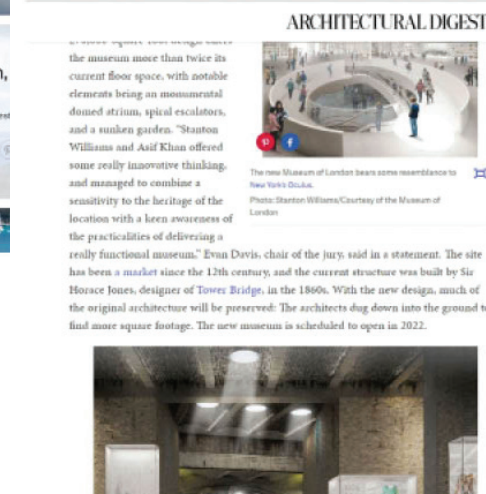 ARCHITECTURAL DIGEST
the museum more than twice its
current floor space, with notable
elements being an monumental
domed atrium, spiral escalators,
and a sunken garden. "Stanton
Williams and Asif Khan offered
some really innovative thinking,
and managed to combine a
sensitivity to the heritage of the
location with a keen awareness of
the practicalities of delivering a
The new Museum of London bears some resemblance to
New York's Oculus.
Photo: Stanton Williams/Courtesy of the Museum of
London
really functional museum," Evan Davis, chair of the jury, said in a statement. The site
has been a market since the 12th century, and the current structure was built by Sir
Horace Jones, designer of Tower Bridge, in the 1860s. With the new design, much of
the original architecture will be preserved: The architects dug down into the ground t
find more square footage. The new museum is scheduled to open in 2022.